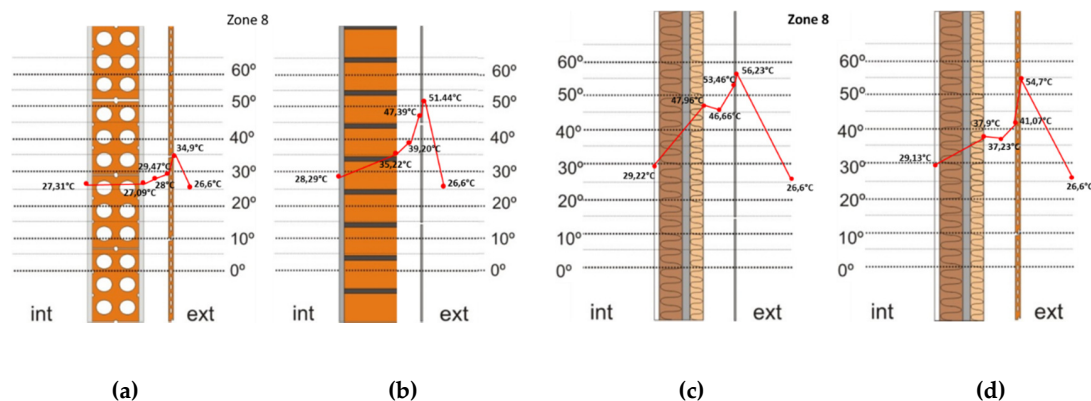 Zone 8
60º
50º
40º
30º
20º
10º
0º
27,31°C
27,09°C
28°C
29,47°C
34,9°C
26,6°C
int
ext
(a)
60º
50º
40º
30º
20º
10º
0º
28,29°C
35,22°C
39,20°C
47,39°C
51.44°C
26,6°C
int
ext
(b)
Zone 8
60º
50º
40º
30º
20º
10º
0º
29,22°C
47,96°C
46,66°C
53,46°C
56,23°C
26,6°C
int
ext
(c)
60º
50º
40º
30º
20º
10º
0º
29,13°C
37,9°C
37,23°C
41,07°C
54,7°C
26,6°C
int
ext
(d)